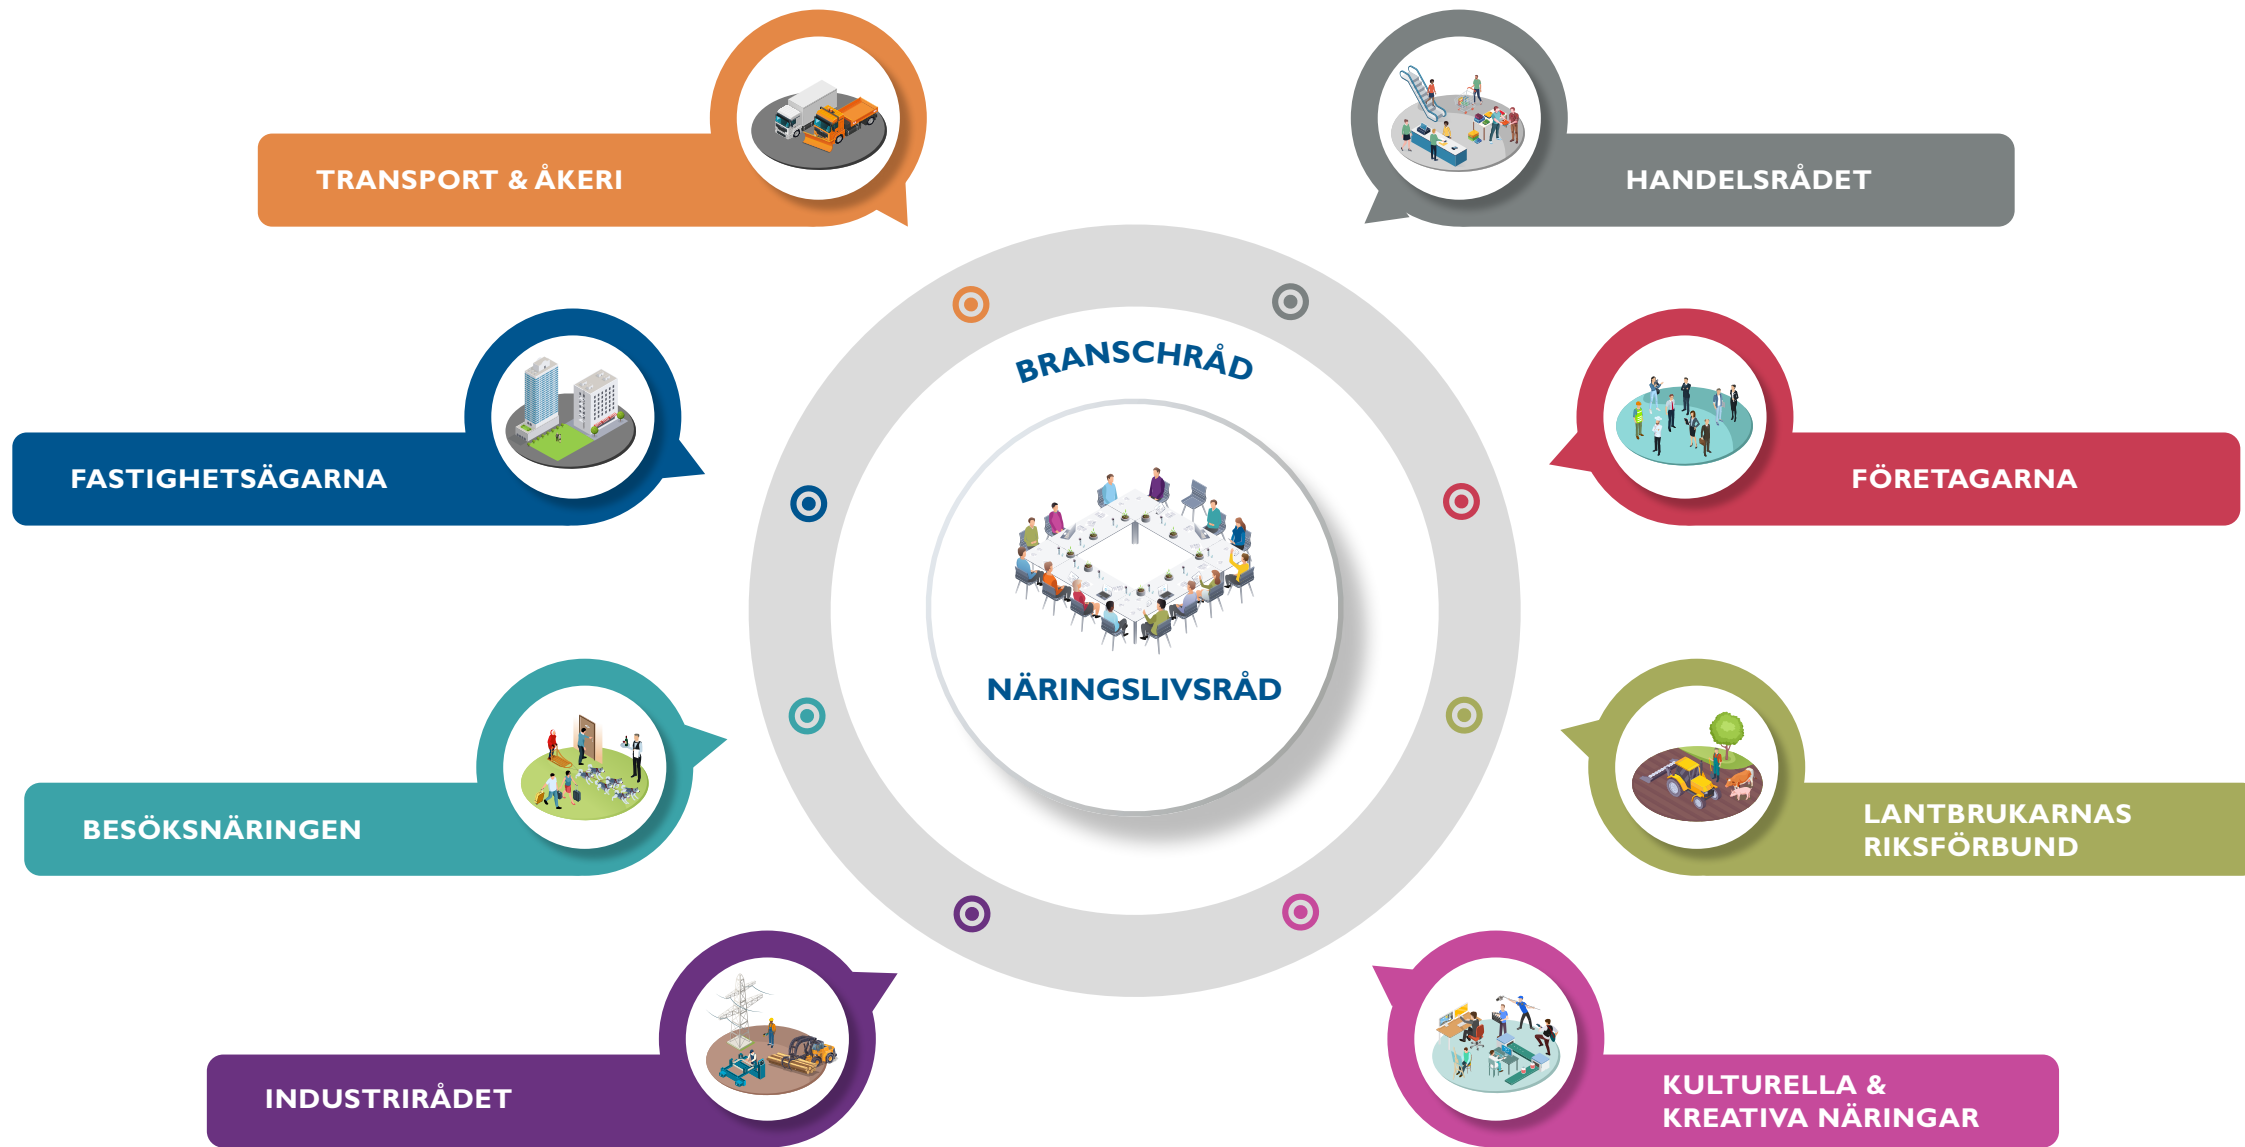 TRANSPORT & ÅKERI
HANDELSRÅDET
BRANSCHRÅD
FASTIGHETSÄGARNA
FÖRETAGARNA
NÄRINGSLIVSRÅD
BESÖKSNÄRINGEN
LANTBRUKARNAS
RIKSFÖRBUND
INDUSTRIRÅDET
KULTURELLA &
KREATIVA NÄRINGAR